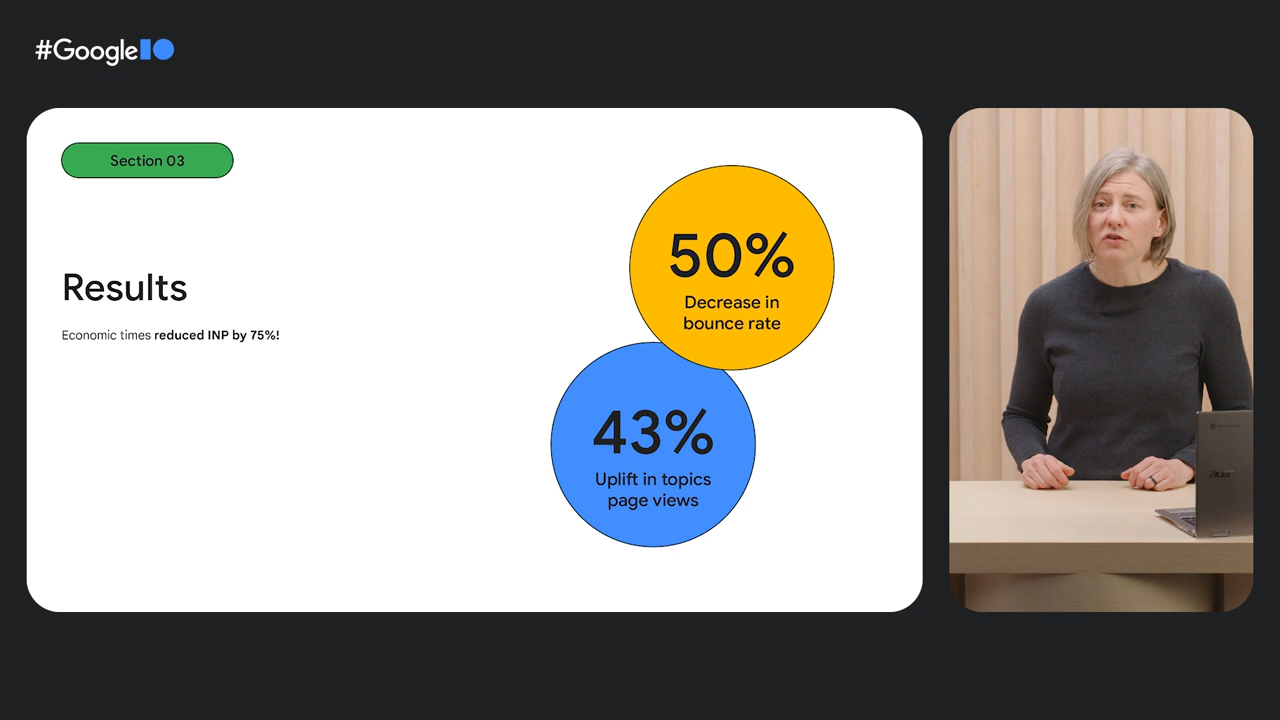 #GoogleIO
Section 03
Results
Economic times reduced INP by 75%!
50%
Decrease in
bounce rate
43%
Uplift in topics
page views
acer